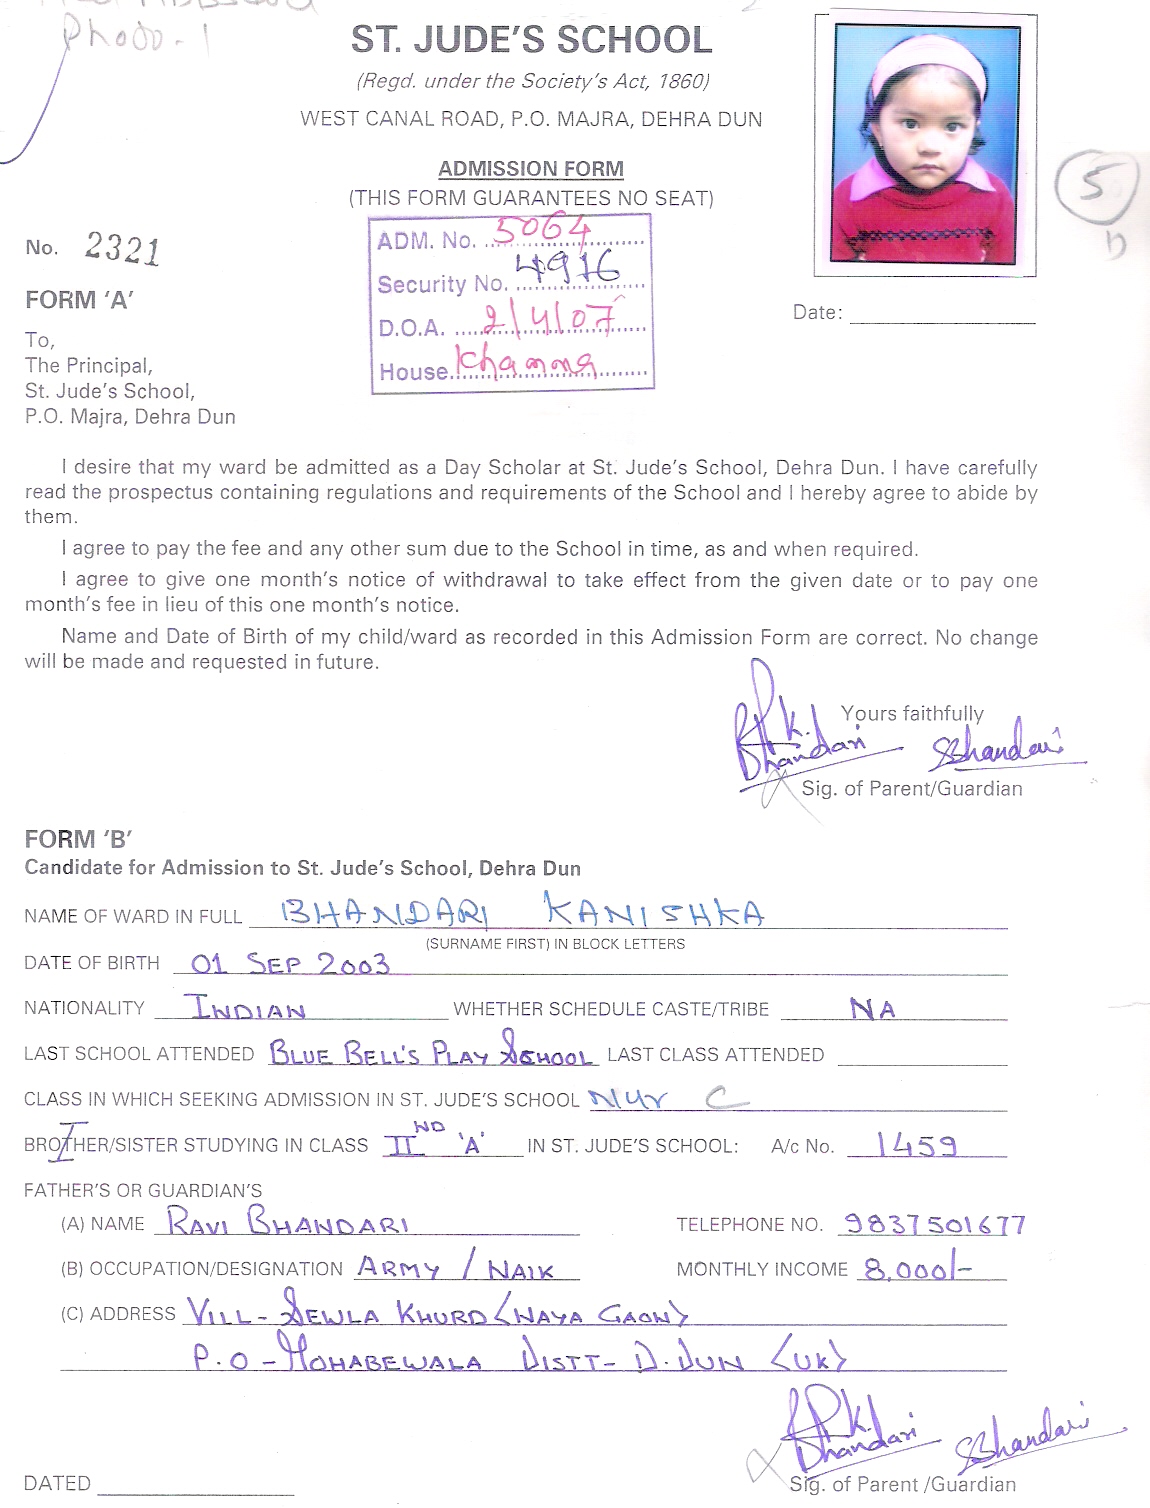 Photo - 1
ST. JUDE'S SCHOOL
(Regd. under the Society's Act, 1860)
WEST CANAL ROAD, P.O. MAJRA, DEHRA DUN
ADMISSION FORM
(THIS FORM GUARANTEES NO SEAT)
5
D
No. 2321
ADM. No. 5064
Security No. 4916
D.O.A. 2/4/07
House Khamma
Date:
FORM 'A'
To,
The Principal,
St. Jude's School,
P.O. Majra, Dehra Dun
I desire that my ward be admitted as a Day Scholar at St. Jude's School, Dehra Dun. I have carefully
read the prospectus containing regulations and requirements of the School and I hereby agree to abide by
them.
I agree to pay the fee and any other sum due to the School in time, as and when required.
I agree to give one month's notice of withdrawal to take effect from the given date or to pay one
month's fee in lieu of this one month's notice.
Name and Date of Birth of my child/ward as recorded in this Admission Form are correct. No change
will be made and requested in future.
Yours faithfully
R.K. Bhandari SBhandari
Sig. of Parent/Guardian
FORM 'B'
Candidate for Admission to St. Jude's School, Dehra Dun
NAME OF WARD IN FULL BHANDARI KANISHKA
(SURNAME FIRST) IN BLOCK LETTERS
DATE OF BIRTH 01 SEP 2003
NATIONALITY INDIAN WHETHER SCHEDULE CASTE/TRIBE NA
LAST SCHOOL ATTENDED BLUE BELL'S PLAY SCHOOL LAST CLASS ATTENDED
CLASS IN WHICH SEEKING ADMISSION IN ST. JUDE'S SCHOOL Nur C
BROTHER/SISTER STUDYING IN CLASS II ND 'A' IN ST. JUDE'S SCHOOL: A/c No. 1459
FATHER'S OR GUARDIAN'S
(A) NAME RAVI BHANDARI TELEPHONE NO. 9837501677
(B) OCCUPATION/DESIGNATION ARMY / NAIK MONTHLY INCOME 8,000/-
(C) ADDRESS VILL - SEWLA KHURD (NAYA GAON)
P.O - MOHABEWALA DISTT - D.DUN (UK)
R.K. Bhandari SBhandari
DATED Sig. of Parent /Guardian